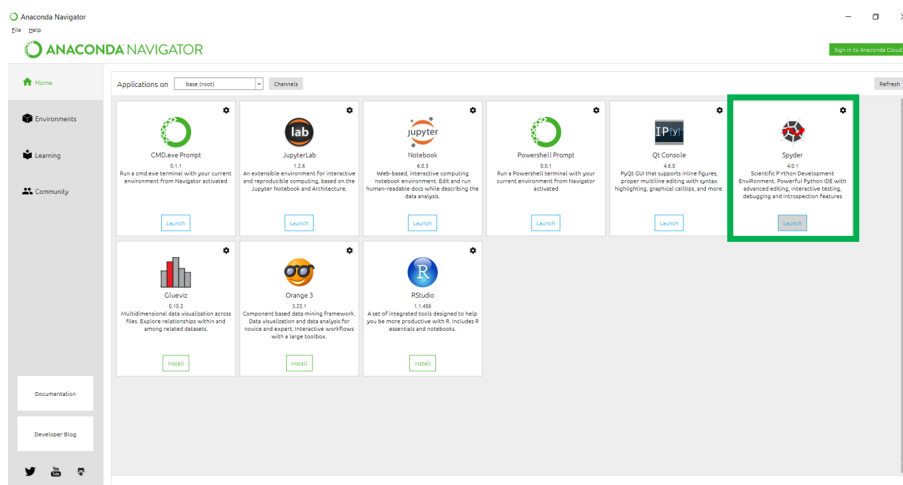 Anaconda Navigator
File Help
ANACONDA NAVIGATOR
Sign in to Anaconda Cloud
Home
Environments
Learning
Community
Documentation
Developer Blog
You Tube
Applications on base (root) Channels
Refresh
CMD.exe Prompt
0.1.1
Run a cmd.exe terminal with your current
environment from Navigator activated
Launch
lab
JupyterLab
1.2.6
An extensible environment for interactive
and reproducible computing, based on the
Jupyter Notebook and Architecture.
Launch
jupyter
Notebook
6.0.3
Web-based, interactive computing
notebook environment. Edit and run
human-readable docs while describing the
data analysis.
Launch
Powershell Prompt
0.0.1
Run a Powershell terminal with your
current environment from Navigator
activated
Launch
IP[y]:
Qt Console
4.6.0
PyQt GUI that supports inline figures,
proper multiline editing with syntax
highlighting, graphical calltips, and more.
Launch
Spyder
4.0.1
Scientific PYthon Development
EnviRonment. Powerful Python IDE with
advanced editing, interactive testing,
debugging and introspection features
Launch
Glueviz
0.15.2
Multidimensional data visualization across
files. Explore relationships within and
among related datasets.
Install
Orange 3
3.23.1
Component based data mining framework.
Data visualization and data analysis for
novice and expert. Interactive workflows
with a large toolbox.
Install
R
RStudio
1.1.456
A set of integrated tools designed to help
you be more productive with R. Includes R
essentials and notebooks.
Install